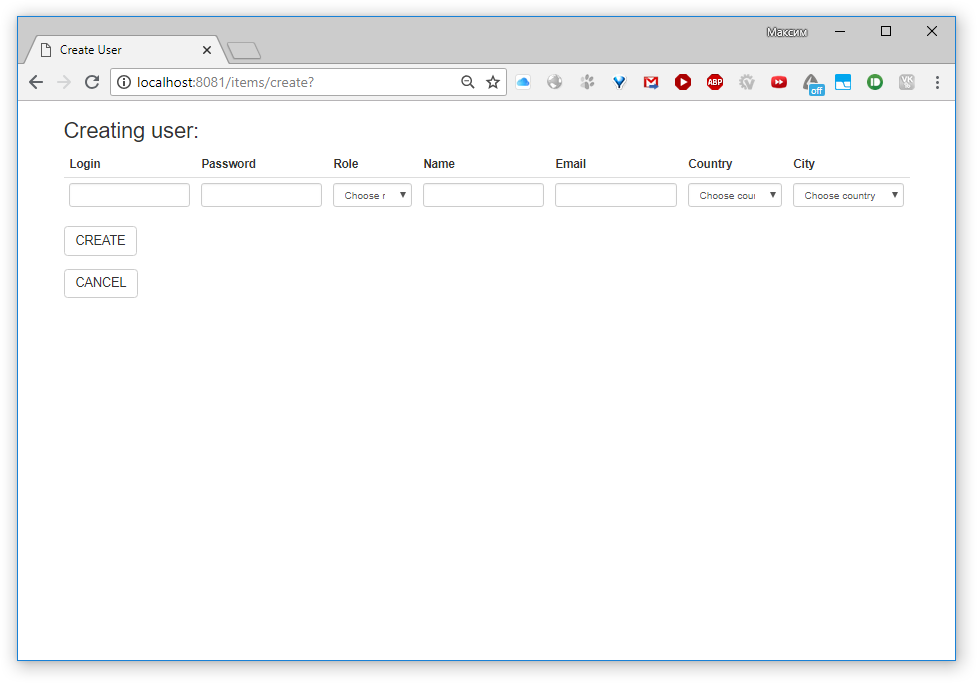 Максим
Create User
localhost:8081/items/create?
ABP
off
Creating user:
Login Password Role Name Email Country City
Choose r Choose cou Choose country
CREATE
CANCEL